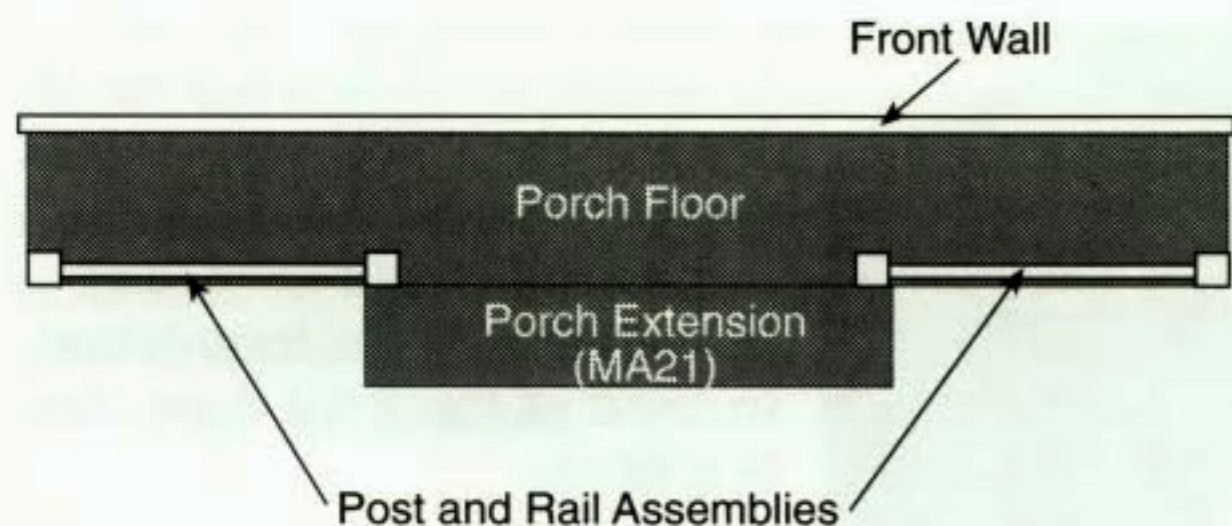 Front Wall
Porch Floor
Porch Extension
(MA21)
Post and Rail Assemblies